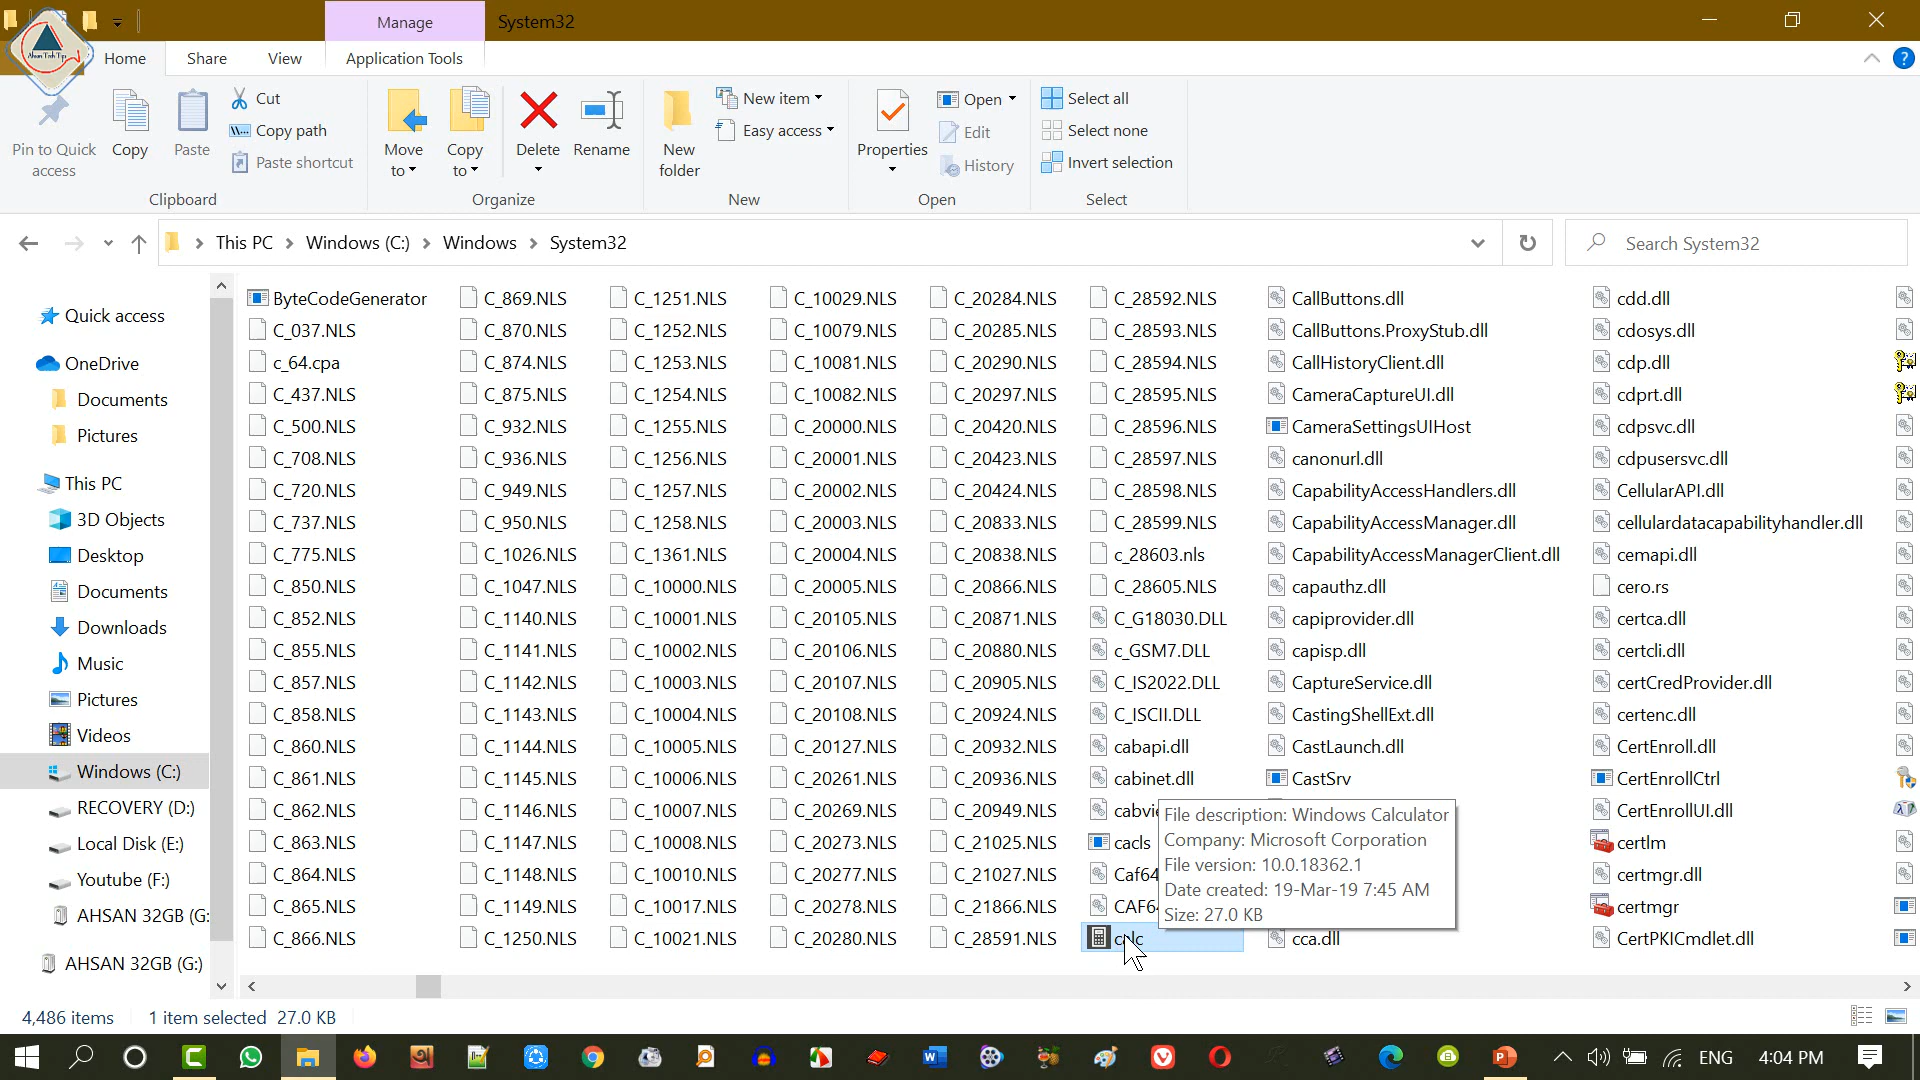 Manage
System32
Ahsan Tech Tips
Home
Share
View
Application Tools
Pin to Quick access
Copy
Paste
Cut
Copy path
Paste shortcut
Move to
Copy to
Delete
Rename
New folder
New item
Easy access
Properties
Open
Edit
History
Select all
Select none
Invert selection
Clipboard
Organize
New
Open
Select
This PC
Windows (C:)
Windows
System32
Search System32
Quick access
OneDrive
Documents
Pictures
This PC
3D Objects
Desktop
Documents
Downloads
Music
Pictures
Videos
Windows (C:)
RECOVERY (D:)
Local Disk (E:)
Youtube (F:)
AHSAN 32GB (G:
AHSAN 32GB (G:)
ByteCodeGenerator
C_037.NLS
c_64.cpa
C_437.NLS
C_500.NLS
C_708.NLS
C_720.NLS
C_737.NLS
C_775.NLS
C_850.NLS
C_852.NLS
C_855.NLS
C_857.NLS
C_858.NLS
C_860.NLS
C_861.NLS
C_862.NLS
C_863.NLS
C_864.NLS
C_865.NLS
C_866.NLS
C_869.NLS
C_870.NLS
C_874.NLS
C_875.NLS
C_932.NLS
C_936.NLS
C_949.NLS
C_950.NLS
C_1026.NLS
C_1047.NLS
C_1140.NLS
C_1141.NLS
C_1142.NLS
C_1143.NLS
C_1144.NLS
C_1145.NLS
C_1146.NLS
C_1147.NLS
C_1148.NLS
C_1149.NLS
C_1250.NLS
C_1251.NLS
C_1252.NLS
C_1253.NLS
C_1254.NLS
C_1255.NLS
C_1256.NLS
C_1257.NLS
C_1258.NLS
C_1361.NLS
C_10000.NLS
C_10001.NLS
C_10002.NLS
C_10003.NLS
C_10004.NLS
C_10005.NLS
C_10006.NLS
C_10007.NLS
C_10008.NLS
C_10010.NLS
C_10017.NLS
C_10021.NLS
C_10029.NLS
C_10079.NLS
C_10081.NLS
C_10082.NLS
C_20000.NLS
C_20001.NLS
C_20002.NLS
C_20003.NLS
C_20004.NLS
C_20005.NLS
C_20105.NLS
C_20106.NLS
C_20107.NLS
C_20108.NLS
C_20127.NLS
C_20261.NLS
C_20269.NLS
C_20273.NLS
C_20277.NLS
C_20278.NLS
C_20280.NLS
C_20284.NLS
C_20285.NLS
C_20290.NLS
C_20297.NLS
C_20420.NLS
C_20423.NLS
C_20424.NLS
C_20833.NLS
C_20838.NLS
C_20866.NLS
C_20871.NLS
C_20880.NLS
C_20905.NLS
C_20924.NLS
C_20932.NLS
C_20936.NLS
C_20949.NLS
C_21025.NLS
C_21027.NLS
C_21866.NLS
C_28591.NLS
C_28592.NLS
C_28593.NLS
C_28594.NLS
C_28595.NLS
C_28596.NLS
C_28597.NLS
C_28598.NLS
C_28599.NLS
c_28603.nls
C_28605.NLS
C_G18030.DLL
c_GSM7.DLL
C_IS2022.DLL
C_ISCII.DLL
cabapi.dll
cabinet.dll
cabvie
cacls
Caf64
CAF64
calc
CallButtons.dll
CallButtons.ProxyStub.dll
CallHistoryClient.dll
CameraCaptureUI.dll
CameraSettingsUIHost
canonurl.dll
CapabilityAccessHandlers.dll
CapabilityAccessManager.dll
CapabilityAccessManagerClient.dll
capauthz.dll
capiprovider.dll
capisp.dll
CaptureService.dll
CastingShellExt.dll
CastLaunch.dll
CastSrv
cca.dll
File description: Windows Calculator
Company: Microsoft Corporation
File version: 10.0.18362.1
Date created: 19-Mar-19 7:45 AM
Size: 27.0 KB
cdd.dll
cdosys.dll
cdp.dll
cdprt.dll
cdpsvc.dll
cdpusersvc.dll
CellularAPI.dll
cellulardatacapabilityhandler.dll
cemapi.dll
cero.rs
certca.dll
certcli.dll
certCredProvider.dll
certenc.dll
CertEnroll.dll
CertEnrollCtrl
CertEnrollUI.dll
certlm
certmgr.dll
certmgr
CertPKICmdlet.dll
4,486 items
1 item selected 27.0 KB
ENG
4:04 PM